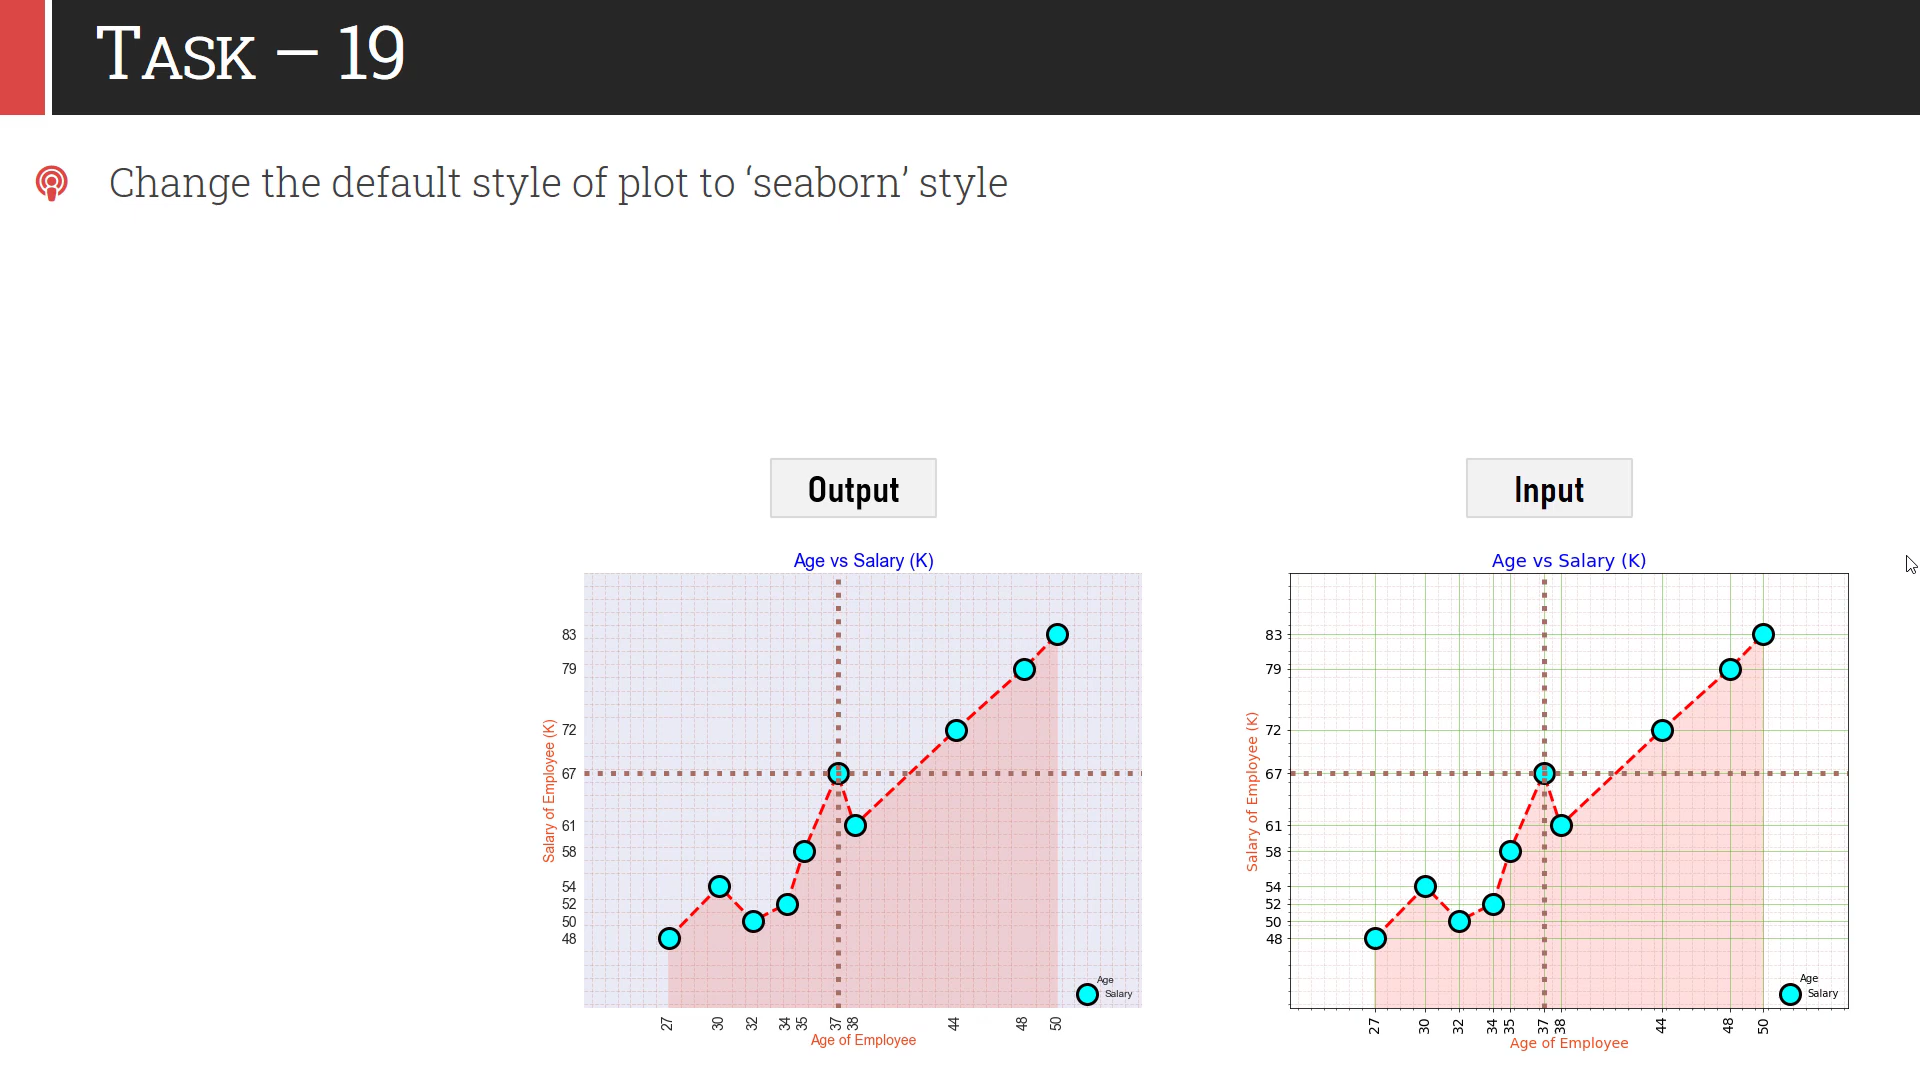 TASK – 19
Change the default style of plot to ‘seaborn’ style
Output
Age vs Salary (K)
Salary of Employee (K)
83
79
72
67
61
58
54
52
50
48
Age
Salary
27 30 32 34 35 37 38 44 48 50
Age of Employee
Input
Age vs Salary (K)
Salary of Employee (K)
83
79
72
67
61
58
54
52
50
48
Age
Salary
27 30 32 34 35 37 38 44 48 50
Age of Employee